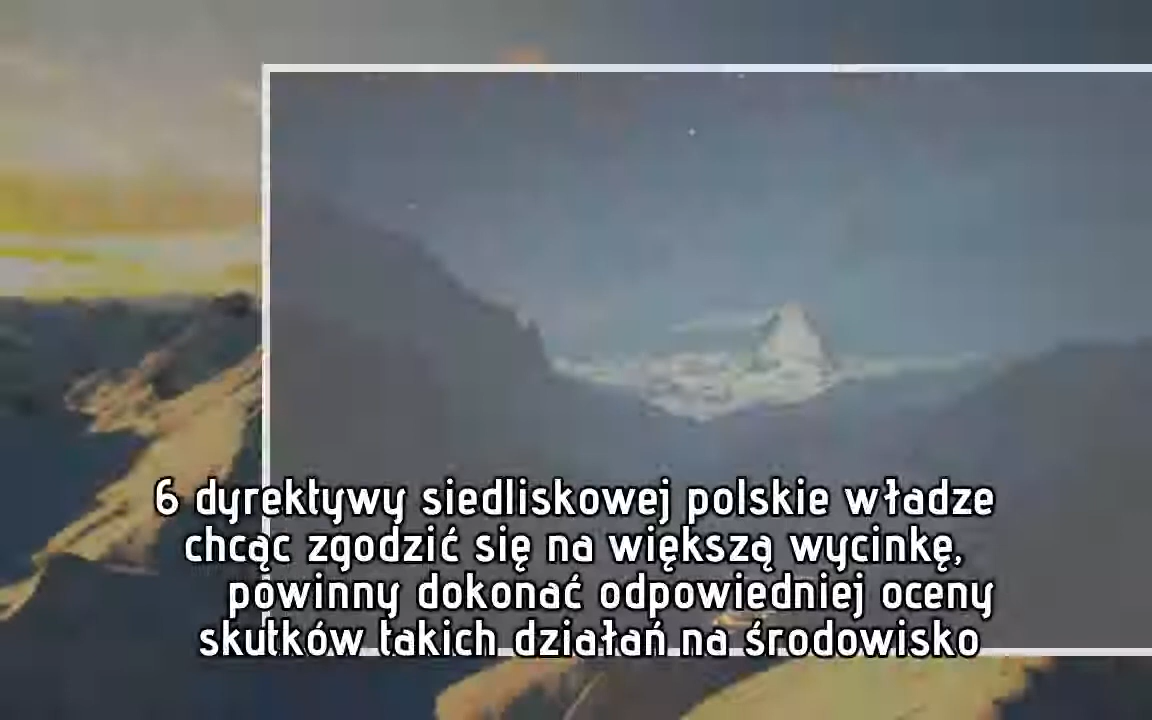 6 dyrektywy siedliskowej polskie władze
chcąc zgodzić się na większą wycinkę,
powinny dokonać odpowiedniej oceny
skutków takich działań na środowisko